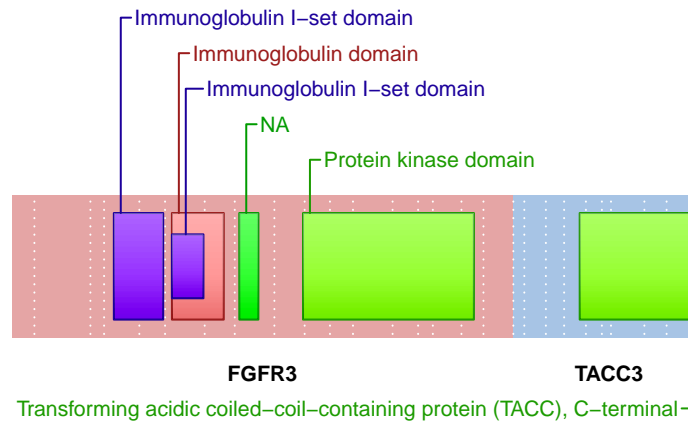 Immunoglobulin I−set domain
Immunoglobulin domain
Immunoglobulin I−set domain
NA
Protein kinase domain
FGFR3 TACC3
Transforming acidic coiled−coil−containing protein (TACC), C−terminal